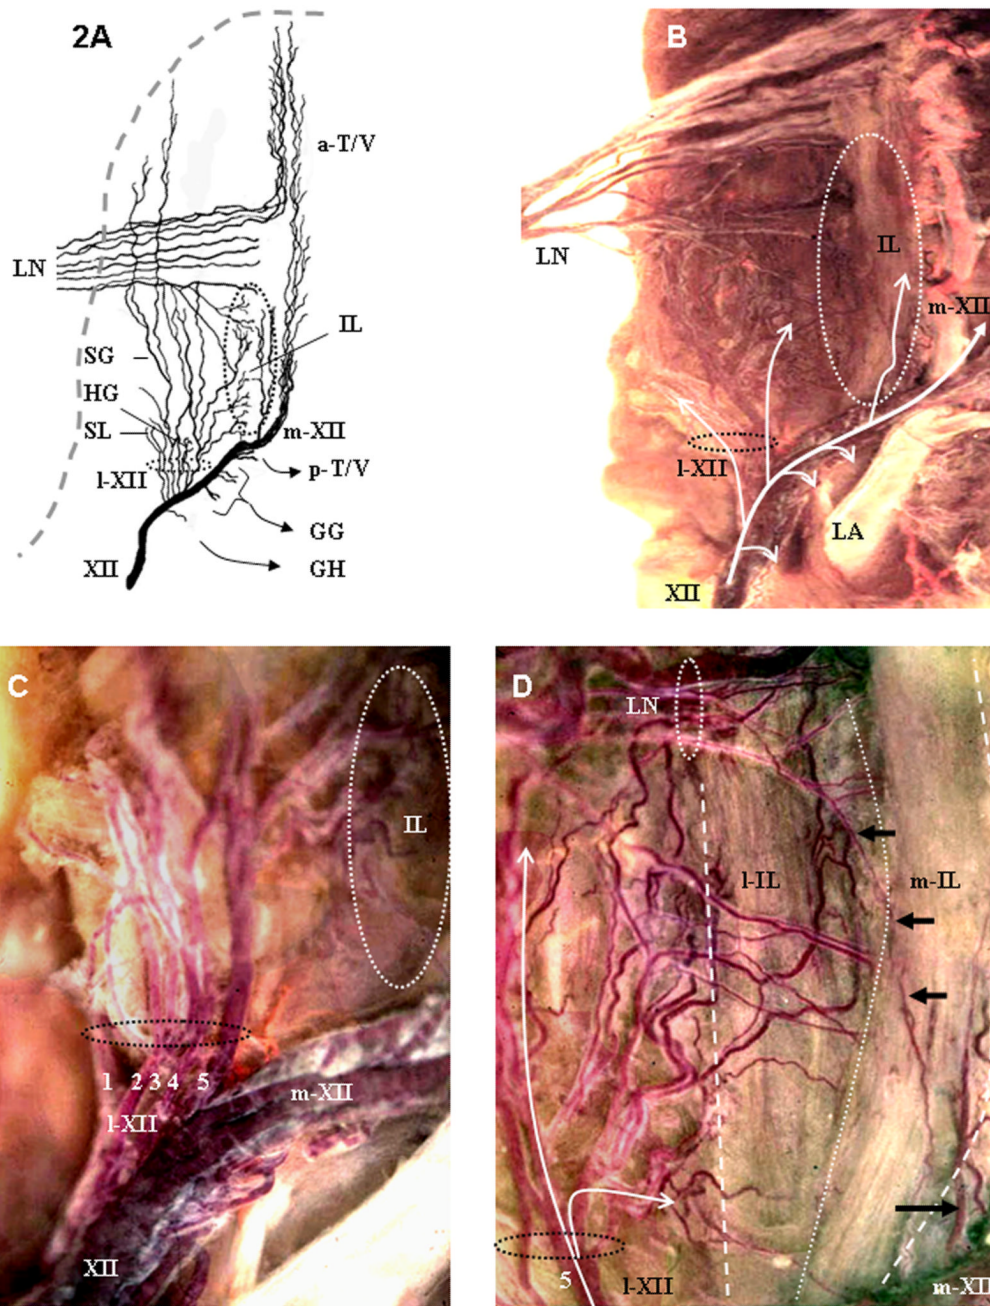 2A
a-T/V
LN
IL
SG
HG
SL
m-XII
l-XII
p-T/V
GG
XII
GH
B
LN
IL
m-XII
l-XII
LA
XII
C
IL
1 2 3 4 5
l-XII
m-XII
XII
D
LN
l-IL
m-IL
5
l-XII
m-XII